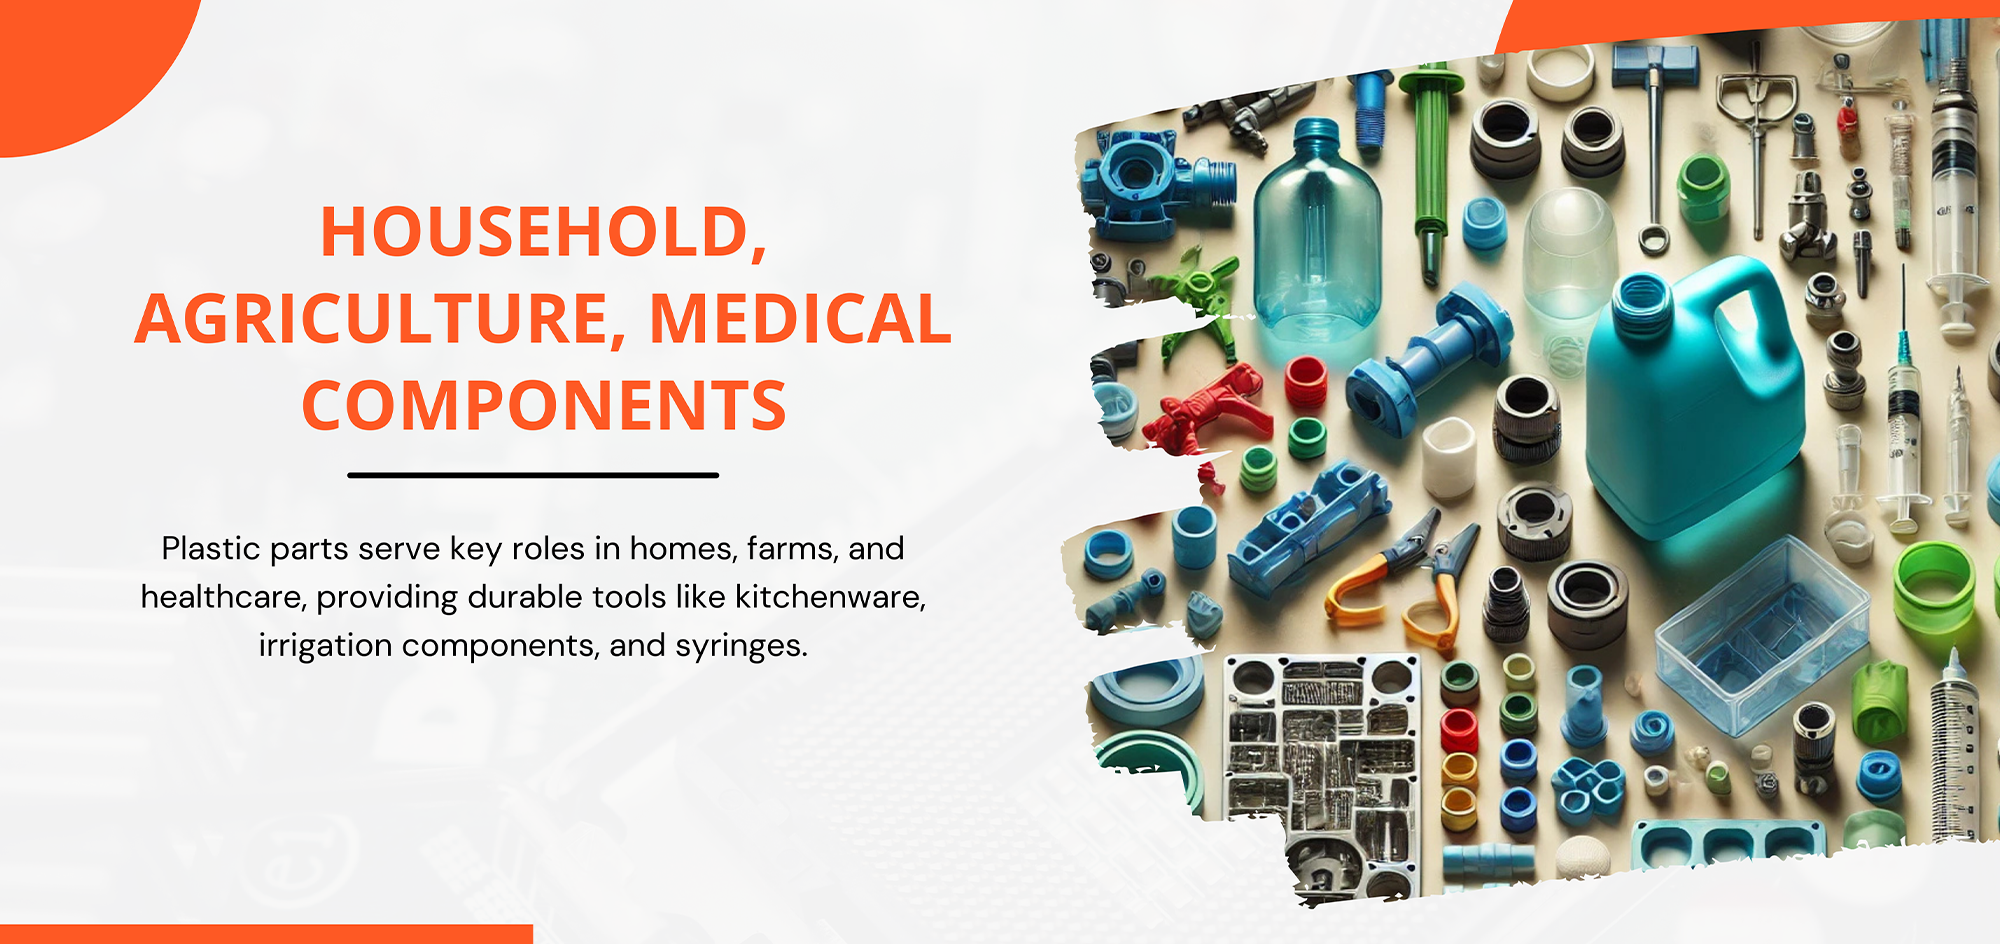 HOUSEHOLD,
AGRICULTURE, MEDICAL
COMPONENTS
Plastic parts serve key roles in homes, farms, and
healthcare, providing durable tools like kitchenware,
irrigation components, and syringes.